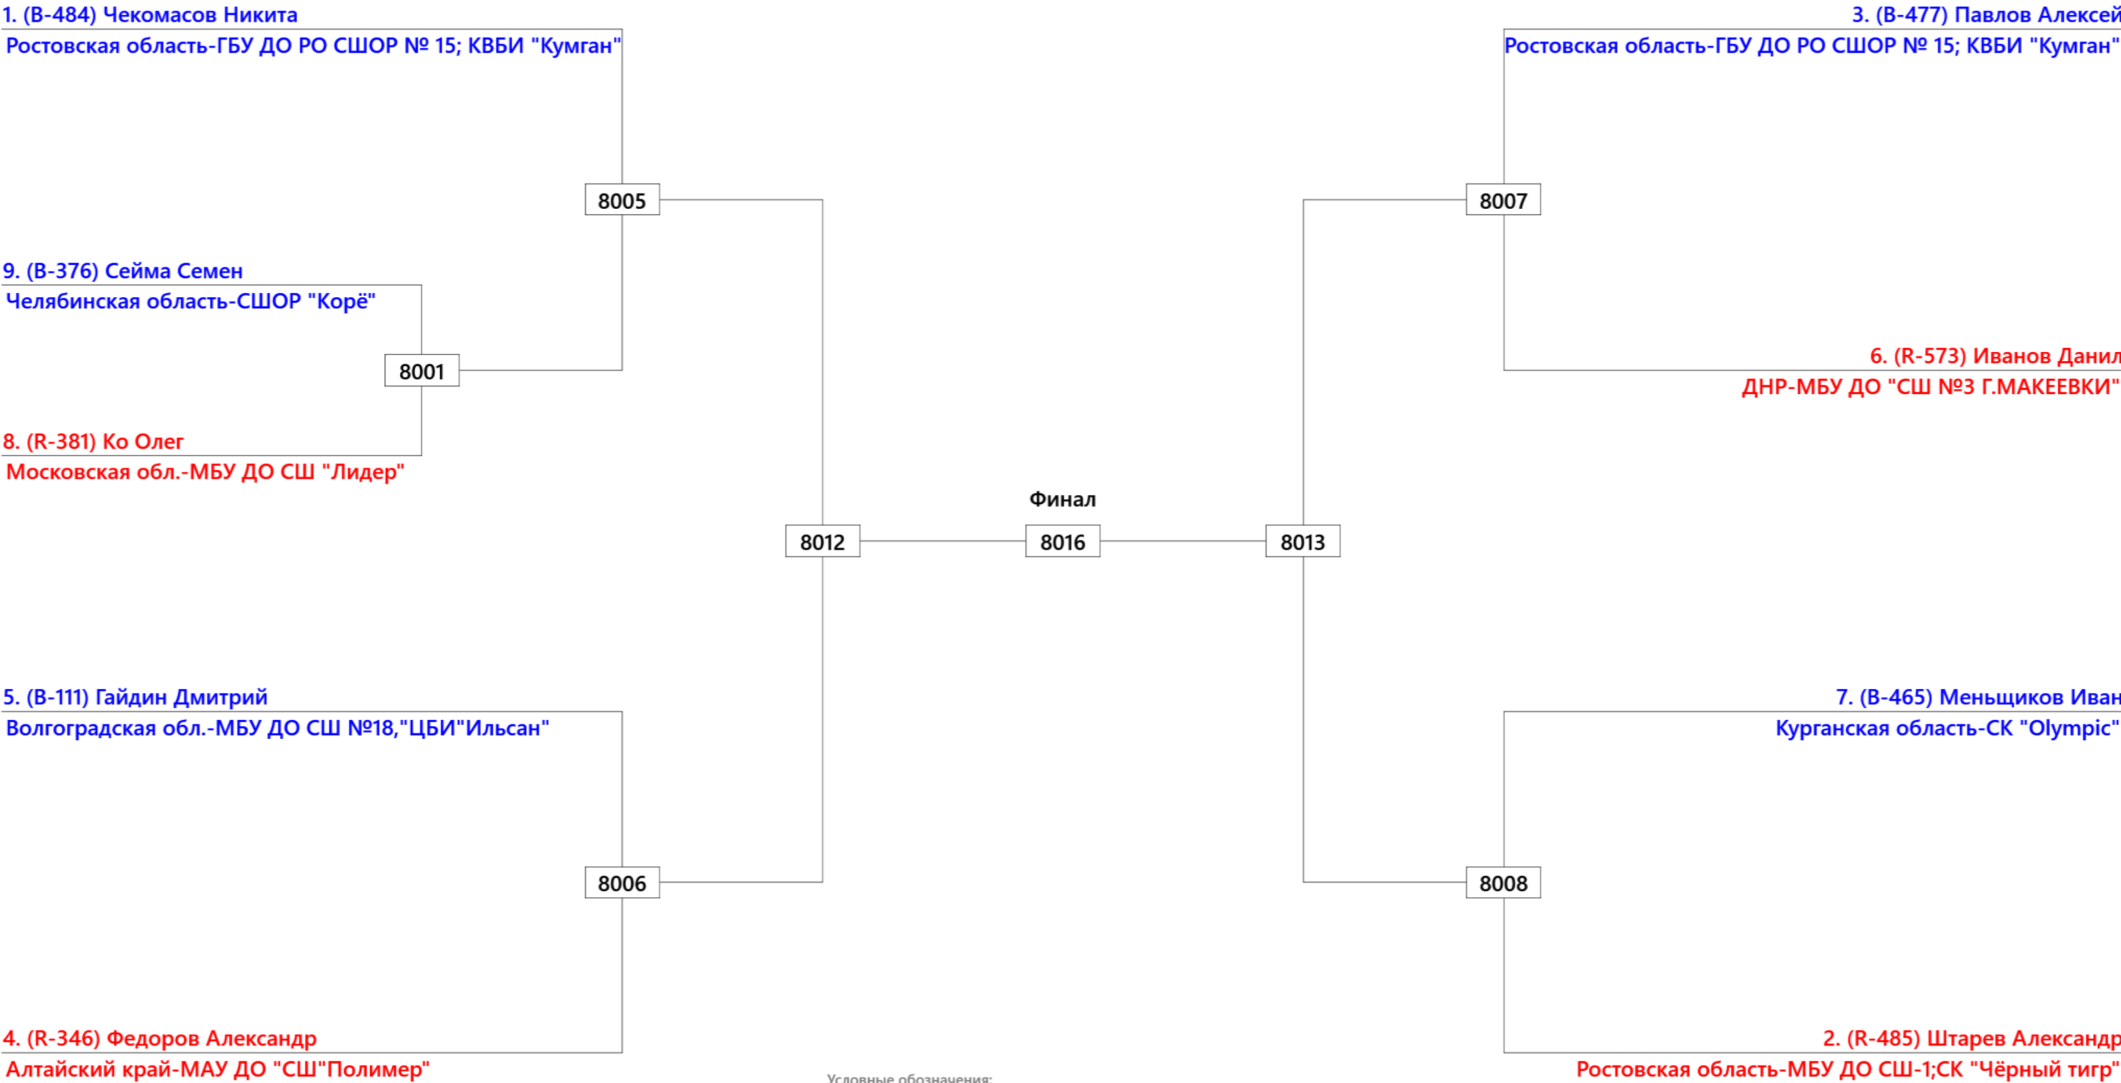 1. (B-484) Чекомасов Никита
Ростовская область-ГБУ ДО РО СШОР № 15; КВБИ "Кумган"
3. (B-477) Павлов Алексей
Ростовская область-ГБУ ДО РО СШОР № 15; КВБИ "Кумган"
8005
8007
9. (B-376) Сейма Семен
Челябинская область-СШОР "Корё"
8001
6. (R-573) Иванов Данил
ДНР-МБУ ДО "СШ №3 Г.МАКЕЕВКИ"
8. (R-381) Ко Олег
Московская обл.-МБУ ДО СШ "Лидер"
Финал
8012
8016
8013
5. (B-111) Гайдин Дмитрий
Волгоградская обл.-МБУ ДО СШ №18,"ЦБИ"Ильсан"
7. (B-465) Меньщиков Иван
Курганская область-СК "Olympic"
8006
8008
4. (R-346) Федоров Александр
Алтайский край-МАУ ДО "СШ"Полимер"
2. (R-485) Штарев Александр
Ростовская область-МБУ ДО СШ-1;СК "Чёрный тигр"
Условные обозначения: